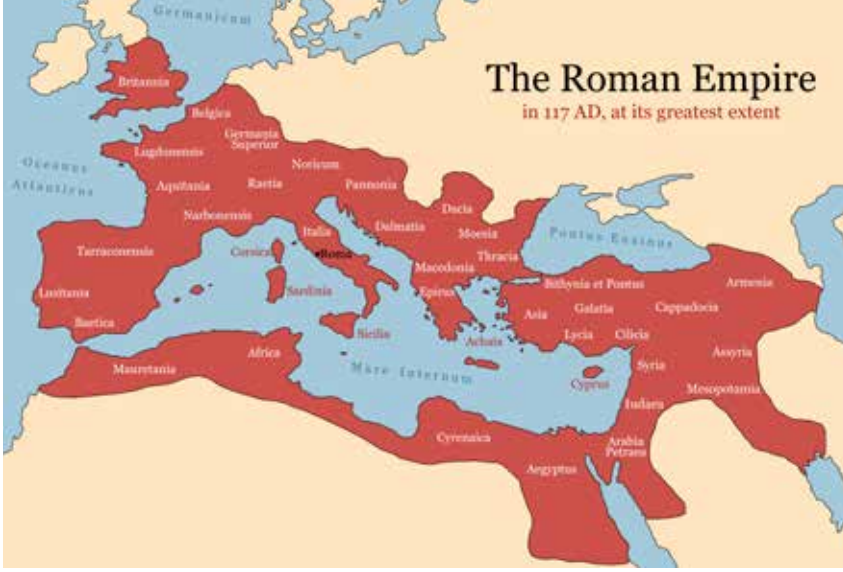 Germanicum
The Roman Empire
in 117 AD, at its greatest extent
Britannia
Belgica
Germania
Superior
Lugdunensis
Oceanus
Atlanticus
Noricum
Aquitania
Raetia
Pannonia
Dacia
Narbonensis
Italia
Dalmatia
Moesia
Pontus Euxinus
Tarraconensis
Corsica
Roma
Thracia
Macedonia
Bithynia et Pontus
Armenia
Lusitania
Sardinia
Epirus
Asia
Galatia
Cappadocia
Baetica
Sicilia
Achaia
Lycia
Cilicia
Mauretania
Africa
Mare Internum
Cyprus
Syria
Assyria
Mesopotamia
Iudaea
Cyrenaica
Arabia
Petraea
Aegyptus